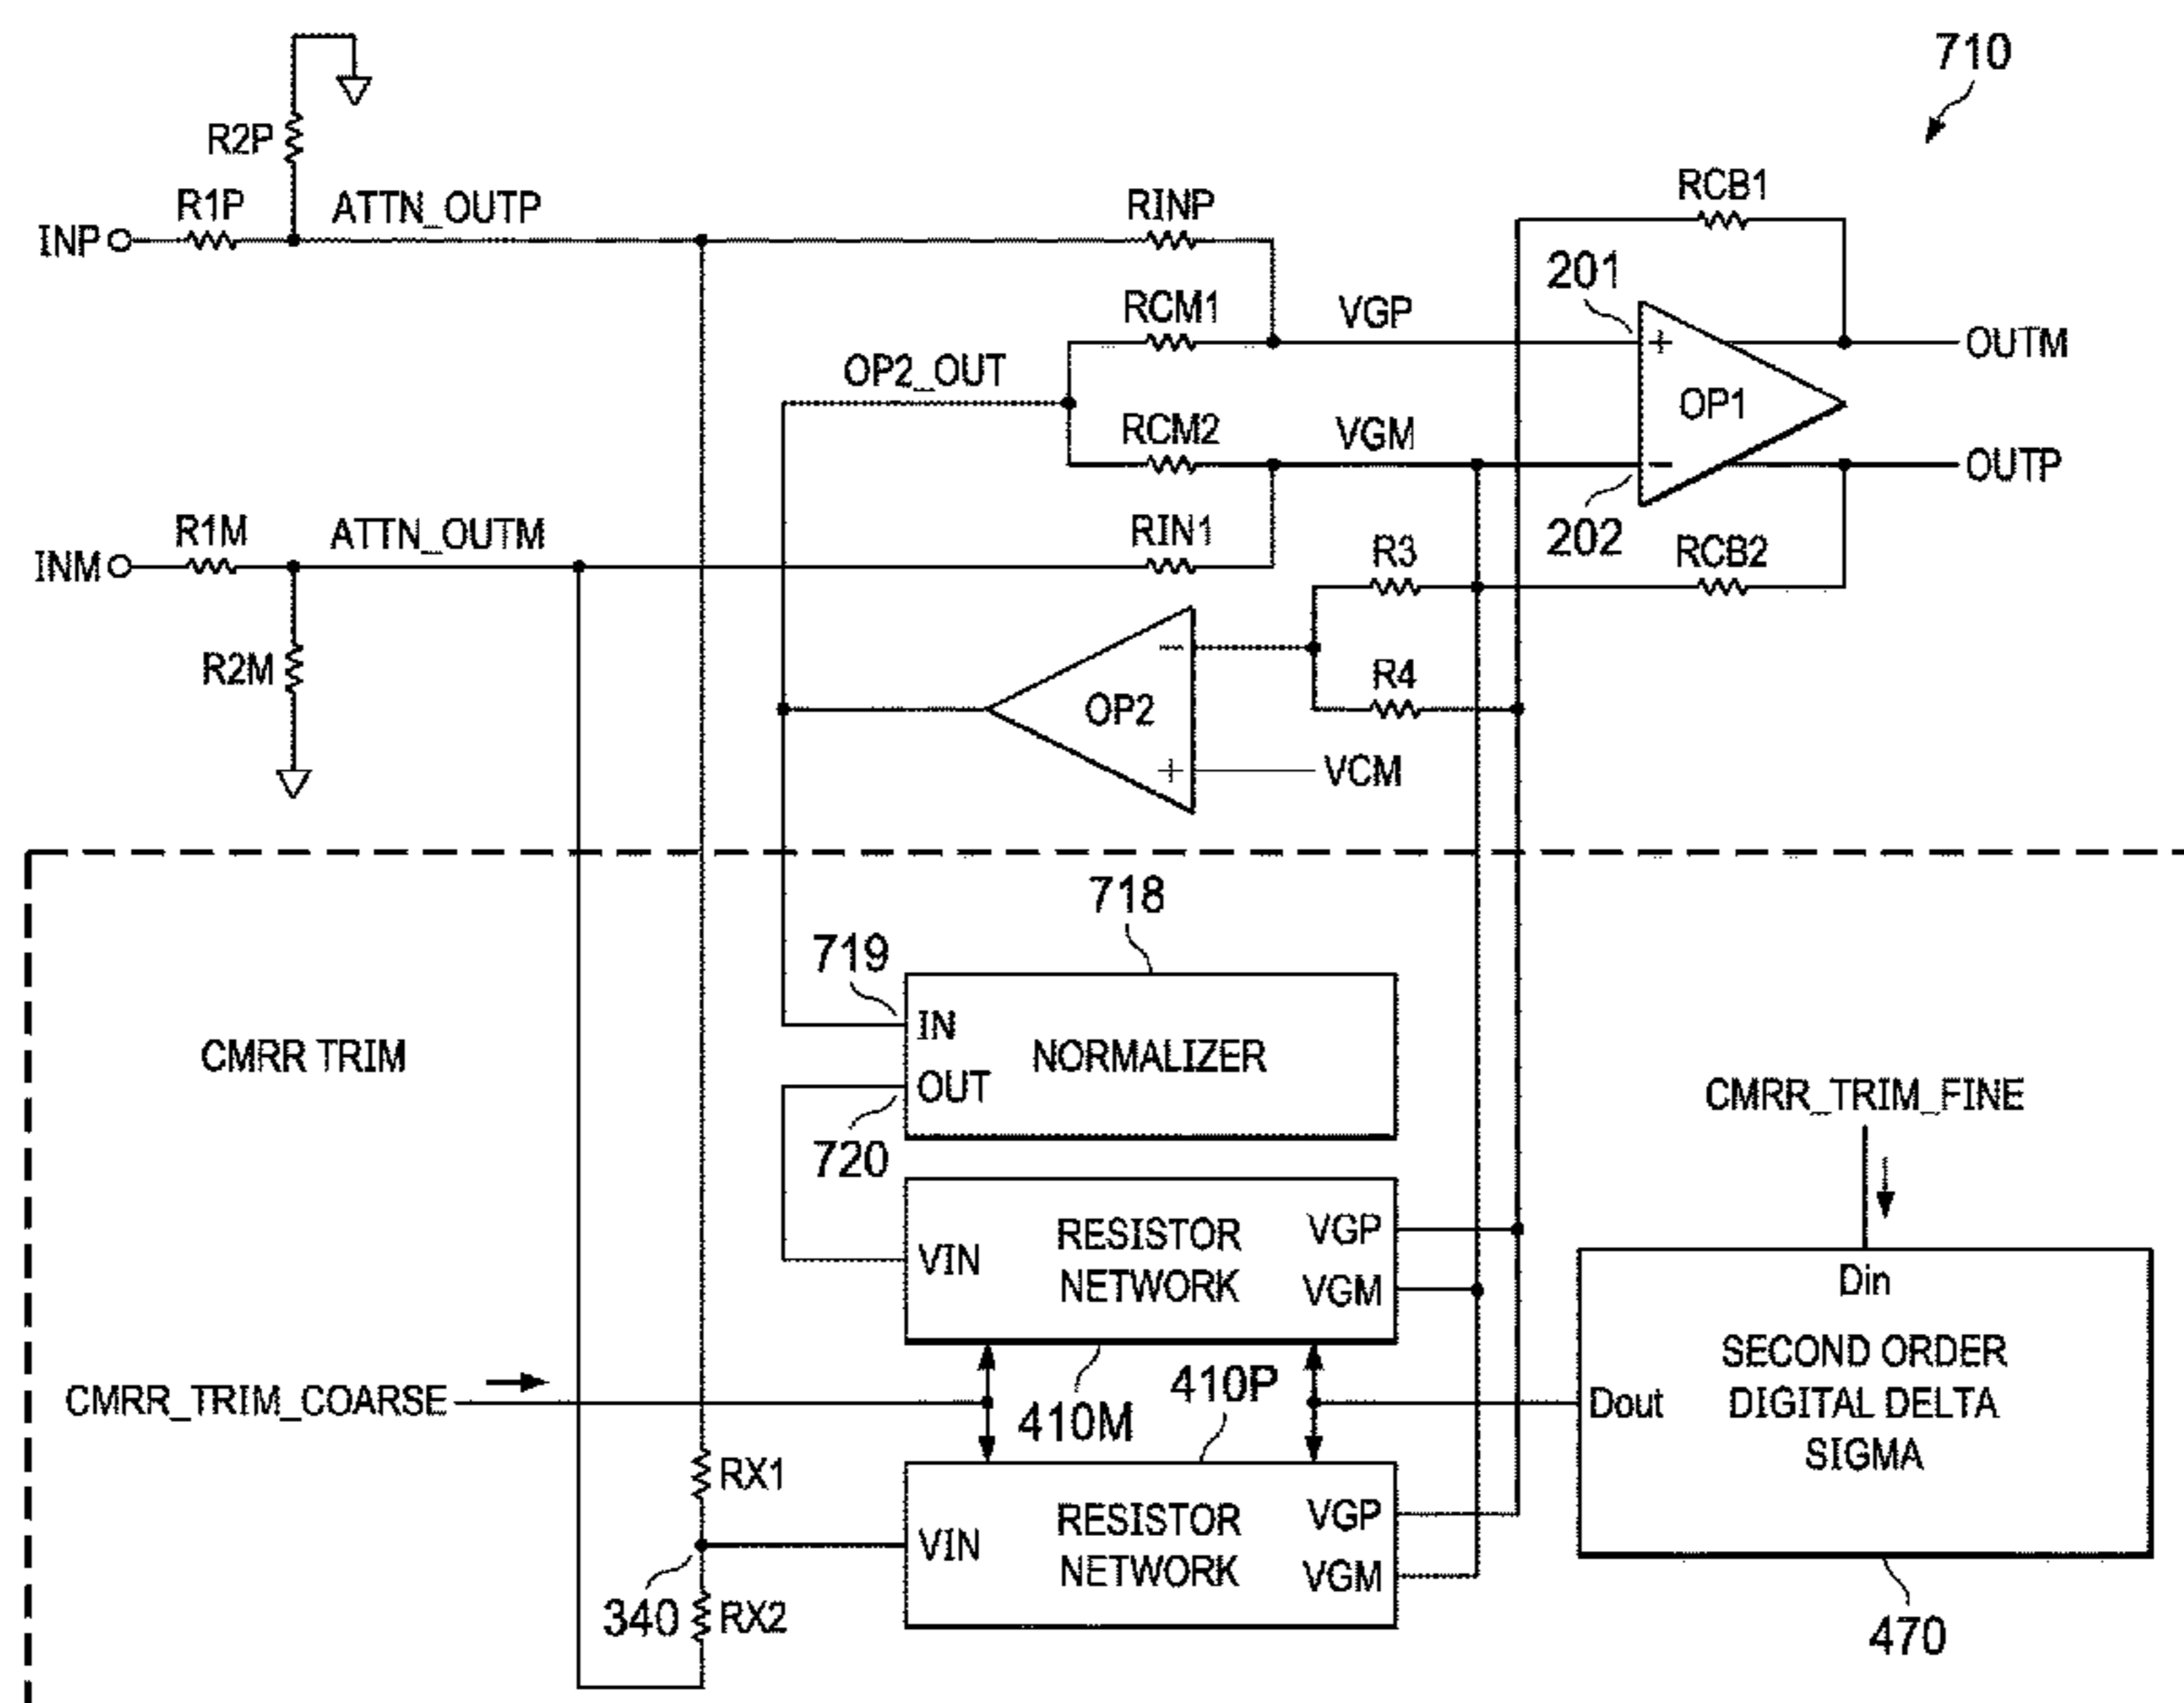 710
R2P
R1P
ATTN_OUTP
INP
RINP
RCB1
201
RCM1
VGP
+
OUTM
OP2_OUT
OP1
RCM2
VGM
−
OUTP
R1M
ATTN_OUTM
INM
RIN1
202
R3
RCB2
R2M
−
R4
OP2
+
VCM
718
719
IN
NORMALIZER
OUT
720
CMRR TRIM
CMRR_TRIM_FINE
RESISTOR
NETWORK
VGP
VIN
VGM
Din
SECOND ORDER
DIGITAL DELTA
SIGMA
Dout
CMRR_TRIM_COARSE
410M
410P
RX1
VIN
RESISTOR
NETWORK
VGP
VGM
340
RX2
470